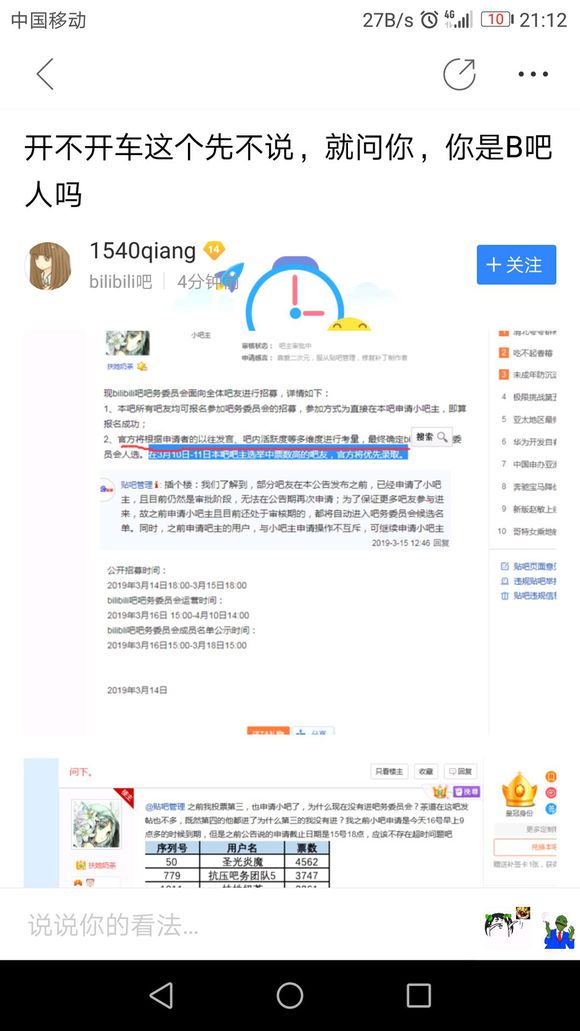 中国移动 27B/s 4G 10 21:12
开不开车这个先不说，就问你，你是B吧
人吗
1540qiang 14
bilibili吧 4分钟前
+ 关注
小吧主
审核状态： 吧主审批中
扶她奶茶
现bilibili吧吧务委员会面向全体吧友进行招募，详情如下：
1、本吧所有吧友均可报名参加吧务委员会的招募，参加方式为直接在本吧申请小吧主，即算
报名成功；
2、官方将根据申请者的以往发言、吧内活跃度等多维度进行考量，最终确定bi
搜索
委
员会人选。在3月10日-11日本吧吧主选举中票数高的吧友，官方将优先录取。
贴吧管理：插个楼：我们了解到，部分吧友在本公告发布之前，已经申请了小吧
主，且目前仍然是审批阶段，无法在公告期再次申请；为了保证更多吧友参与进
来，故之前申请小吧主且目前还处于审核期的，都将自动进入吧务委员会候选名
单。同时，之前申请吧主的用户，与小吧主申请操作不互斥，可继续申请小吧主
2019-3-15 12:46 回复
公开招募时间：
2019年3月14日18:00-3月15日18:00
bilibili吧吧务委员会运营时间：
2019年3月16日 15:00-4月10日14:00
bilibili吧吧务委员会成员名单公示时间：
2019年3月16日15:00-3月18日15:00
2019年3月14日
2 吃不起香椿
3 未成年防沉
4 极限挑战第五
5 亚太地区最
6 华为开发自
7 中国申办亚
8 奔驰宝马降
9 新版赵敏上
10 哥特女乘地
贴吧页面意
违规贴吧举
贴吧违规信
问下。
只看楼主 收藏 回复
楼主
扶她奶茶
@贴吧管理 之前我投票第三，也申请小吧了，为什么现在没有进吧务委员会？茶道在这吧发
帖也不多，既然第四的他都进了为什么第三的我没有进？我之前小吧申请是今天16号早上9
点多的时候到期，但是之前公告说的申请截止日期是15号18点，应该不存在超时问题吧
序列号 用户名 票数
50 圣光炎魔 4562
779 抗压吧务团队5 3747
皇冠身份
更多定制
赠送补签卡1张，获
说说你的看法...